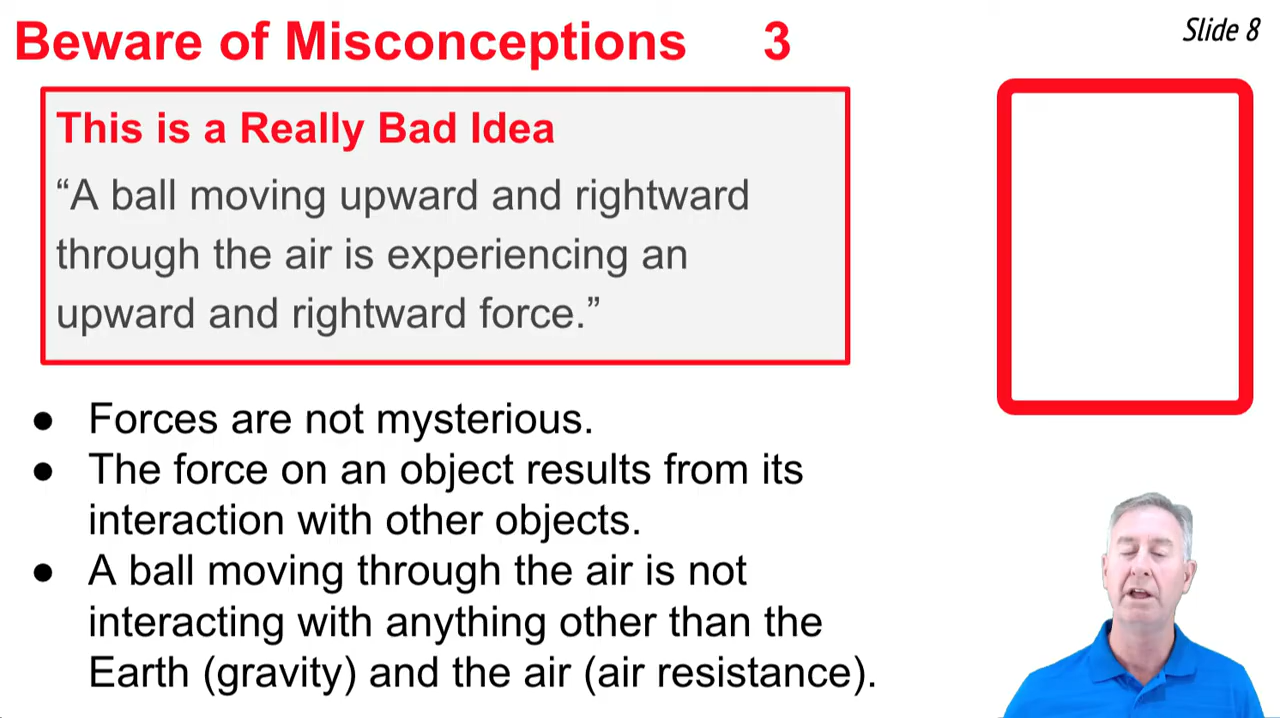 Beware of Misconceptions 3
Slide 8
This is a Really Bad Idea
“A ball moving upward and rightward
through the air is experiencing an
upward and rightward force.”
● Forces are not mysterious.
● The force on an object results from its
interaction with other objects.
● A ball moving through the air is not
interacting with anything other than the
Earth (gravity) and the air (air resistance).